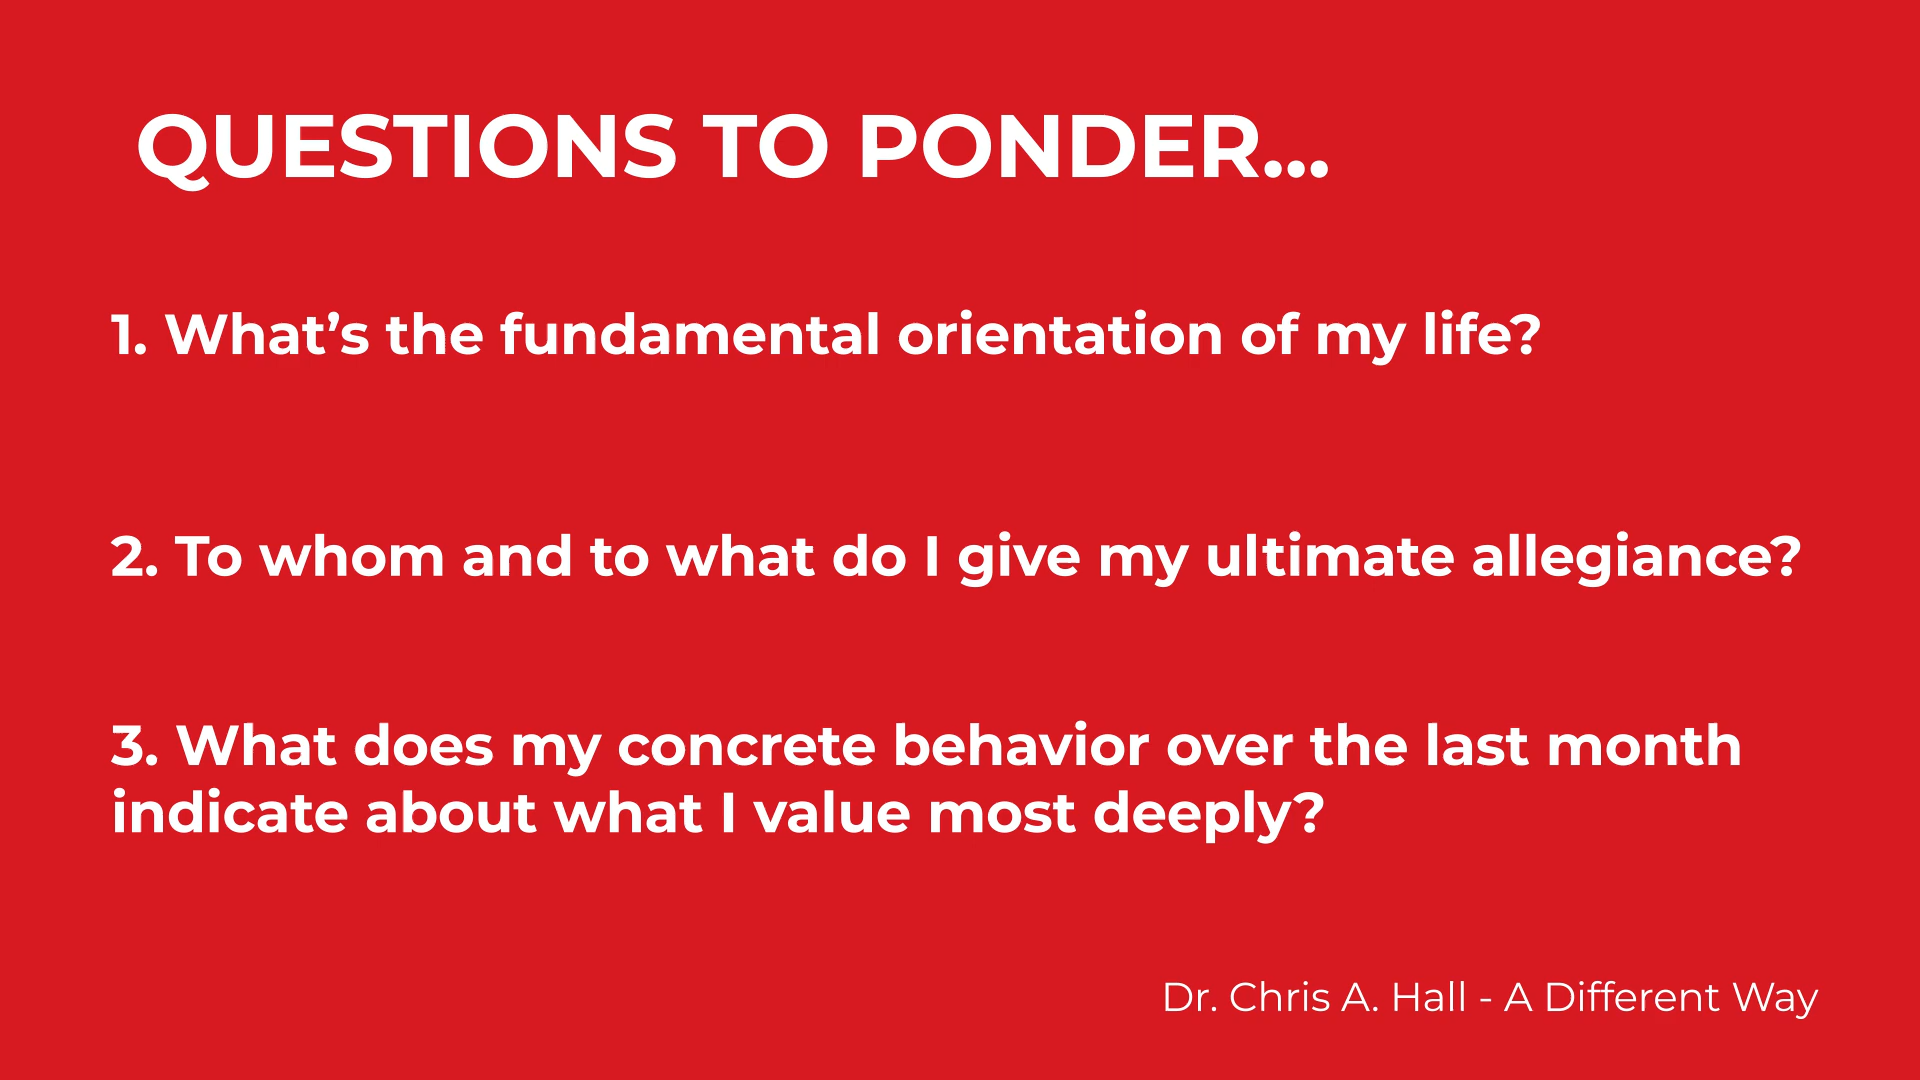 QUESTIONS TO PONDER...
1. What’s the fundamental orientation of my life?
2. To whom and to what do I give my ultimate allegiance?
3. What does my concrete behavior over the last month
indicate about what I value most deeply?
Dr. Chris A. Hall - A Different Way